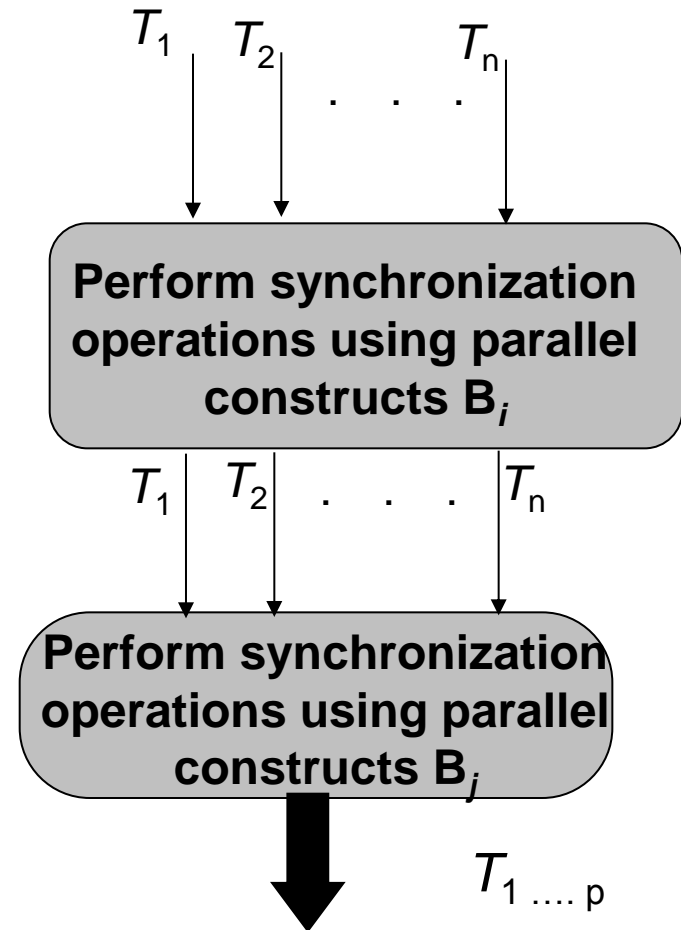 T1 T2 . . . Tn
Perform synchronization
operations using parallel
constructs Bi
T1 T2 . . . Tn
Perform synchronization
operations using parallel
constructs Bj
T1 .... p